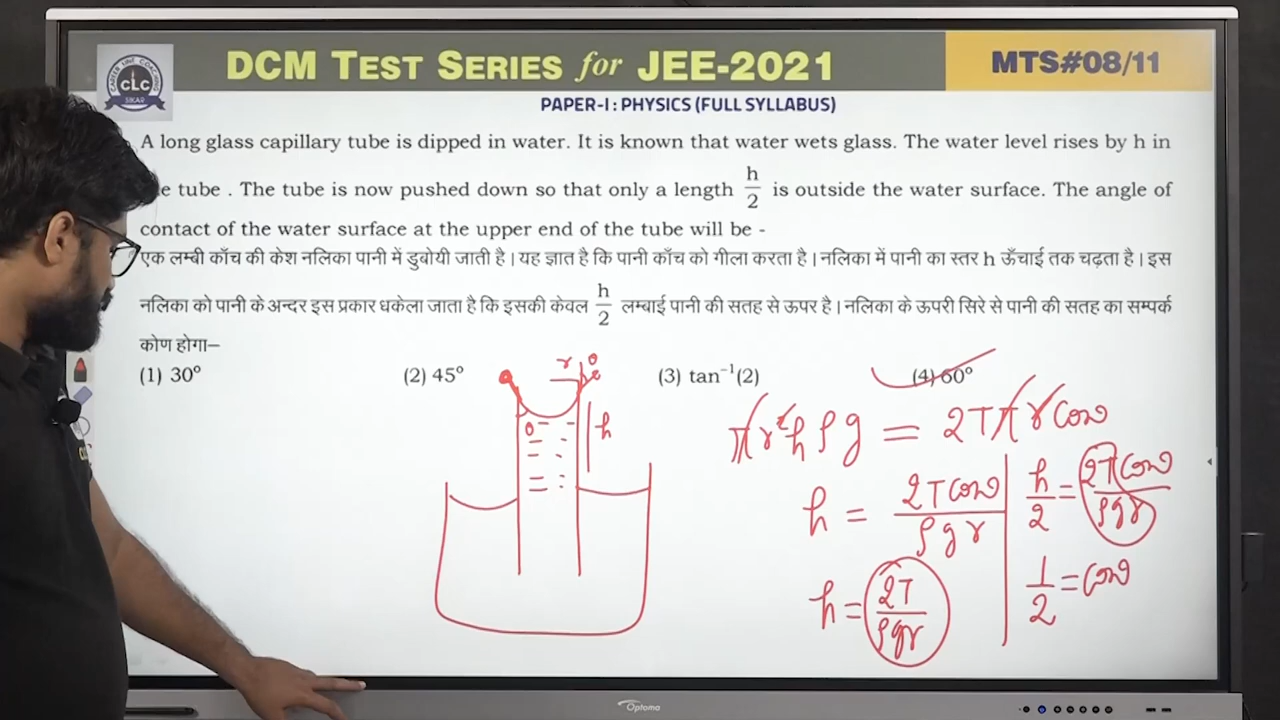 DCM TEST SERIES for JEE-2021
MTS#08/11
CLC
SIKAR
PAPER-I : PHYSICS (FULL SYLLABUS)
A long glass capillary tube is dipped in water. It is known that water wets glass. The water level rises by h in
tube . The tube is now pushed down so that only a length h/2 is outside the water surface. The angle of
contact of the water surface at the upper end of the tube will be -
एक लम्बी काँच की केश नलिका पानी में डुबोयी जाती है। यह ज्ञात है कि पानी काँच को गीला करता है। नलिका में पानी का स्तर h ऊँचाई तक चढ़ता है। इस
नलिका को पानी के अन्दर इस प्रकार धकेला जाता है कि इसकी केवल h/2 लम्बाई पानी की सतह से ऊपर है। नलिका के ऊपरी सिरे से पानी की सतह का सम्पर्क
कोण होगा–
(1) 30° (2) 45° (3) tan⁻¹(2) (4) 60°
r θ
θ
h
πr²hρg = 2Tπr cosθ
h = 2T cosθ / ρgr
h/2 = 2T cosθ / ρgr
h = 2T / ρgr
1/2 = cosθ
Optoma